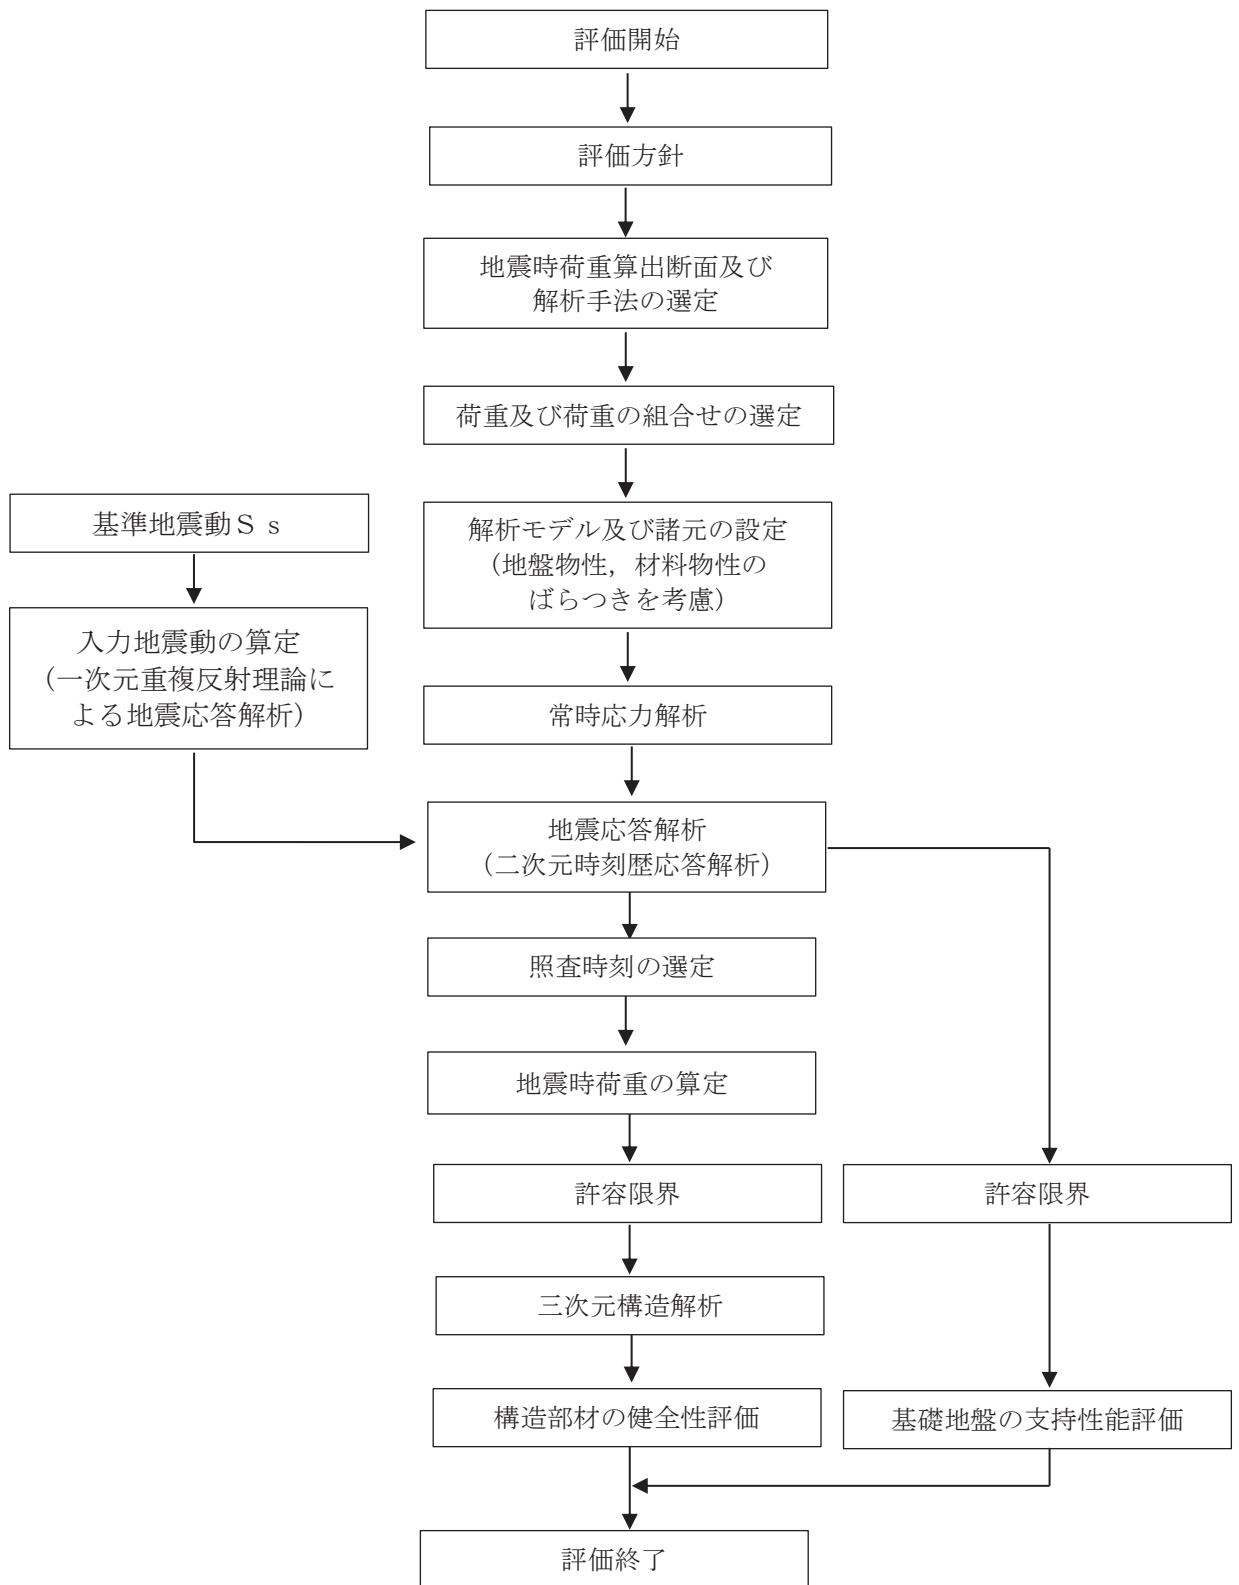 評価開始
評価方針
地震時荷重算出断面及び
解析手法の選定
荷重及び荷重の組合せの選定
基準地震動Ｓｓ
解析モデル及び諸元の設定
（地盤物性，材料物性の
ばらつきを考慮）
入力地震動の算定
（一次元重複反射理論に
よる地震応答解析）
常時応力解析
地震応答解析
（二次元時刻歴応答解析）
照査時刻の選定
地震時荷重の算定
許容限界
許容限界
三次元構造解析
構造部材の健全性評価
基礎地盤の支持性能評価
評価終了